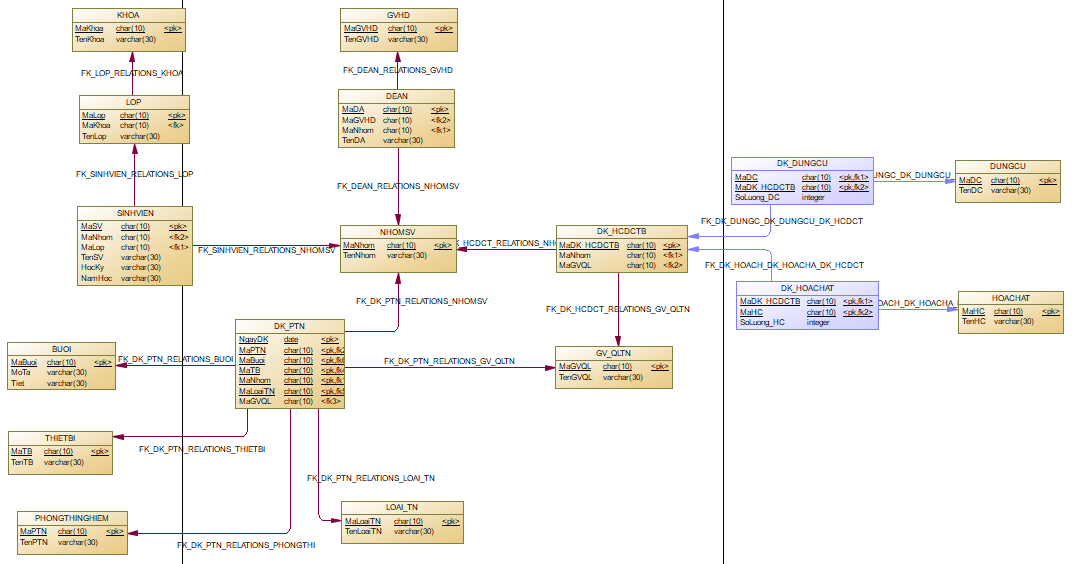 KHOA
MaKhoa char(10) <pk>
TenKhoa varchar(30)
FK_LOP_RELATIONS_KHOA
LOP
MaLop char(10) <pk>
MaKhoa char(10) <fk>
TenLop varchar(30)
FK_SINHVIEN_RELATIONS_LOP
SINHVIEN
MaSV char(10) <pk>
MaNhom char(10) <fk2>
MaLop char(10) <fk1>
TenSV varchar(30)
HocKy varchar(30)
NamHoc varchar(30)
FK_SINHVIEN_RELATIONS_NHOMSV
GVHD
MaGVHD char(10) <pk>
TenGVHD varchar(30)
FK_DEAN_RELATIONS_GVHD
DEAN
MaDA char(10) <pk>
MaGVHD char(10) <fk2>
MaNhom char(10) <fk1>
TenDA varchar(30)
FK_DEAN_RELATIONS_NHOMSV
NHOMSV
MaNhom char(10) <pk>
TenNhom varchar(30)
FK_DK_PTN_RELATIONS_NHOMSV
DK_PTN
NgayDK date <pk>
MaPTN char(10) <pk,fk2
MaBuoi char(10) <pk,fk6
MaTB char(10) <pk,fk4
MaNhom char(10) <pk,fk1
MaLoaiTN char(10) <pk,fk5
MaGVQL char(10) <fk3>
BUOI
MaBuoi char(10) <pk>
MoTa varchar(30)
Tiet varchar(30)
FK_DK_PTN_RELATIONS_BUOI
FK_DK_PTN_RELATIONS_GV_QLTN
THIETBI
MaTB char(10) <pk>
TenTB varchar(30)
FK_DK_PTN_RELATIONS_THIETBI
FK_DK_PTN_RELATIONS_LOAI_TN
LOAI_TN
MaLoaiTN char(10) <pk>
TenLoaiTN varchar(30)
PHONGTHINGHIEM
MaPTN char(10) <pk>
TenPTN varchar(30)
FK_DK_PTN_RELATIONS_PHONGTHI
DK_HCDCTB
MaDK_HCDCTB char(10) <pk>
MaNhom char(10) <fk1>
MaGVQL char(10) <fk2>
K_HCDCT_RELATIONS_NH
FK_DK_HCDCT_RELATIONS_GV_QLTN
GV_QLTN
MaGVQL char(10) <pk>
TenGVQL varchar(30)
DK_DUNGCU
MaDC char(10) <pk,fk1>
MaDK_HCDCTB char(10) <pk,fk2>
SoLuong_DC integer
UNGC_DK_DUNGCU
DUNGCU
MaDC char(10) <pk>
TenDC varchar(30)
FK_DK_DUNGC_DK_DUNGCU_DK_HCDCT
FK_DK_HOACH_DK_HOACHA_DK_HCDCT
DK_HOACHAT
MaDK_HCDCTB char(10) <pk,fk1>
MaHC char(10) <pk,fk2>
SoLuong_HC integer
OACH_DK_HOACHA_
HOACHAT
MaHC char(10) <pk>
TenHC varchar(30)